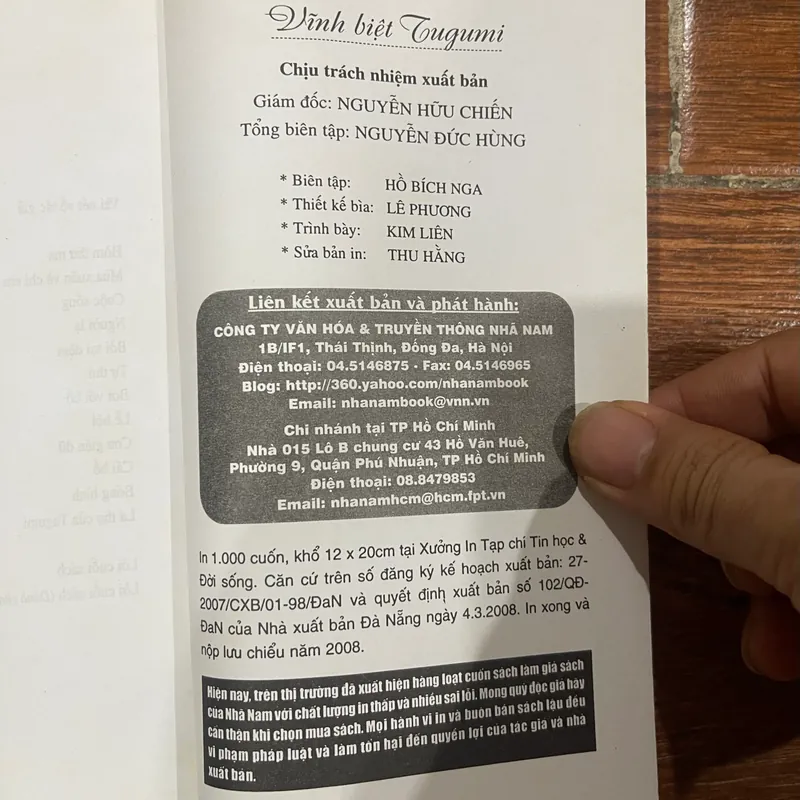 Vĩnh biệt Tugumi
Chịu trách nhiệm xuất bản
Giám đốc: NGUYỄN HỮU CHIẾN
Tổng biên tập: NGUYỄN ĐỨC HÙNG
* Biên tập: HỒ BÍCH NGA
* Thiết kế bìa: LÊ PHƯƠNG
* Trình bày: KIM LIÊN
* Sửa bản in: THU HẰNG
Liên kết xuất bản và phát hành:
CÔNG TY VĂN HÓA & TRUYỀN THÔNG NHÃ NAM
1B/IF1, Thái Thịnh, Đống Đa, Hà Nội
Điện thoại: 04.5146875 - Fax: 04.5146965
Blog: http://360.yahoo.com/nhanambook
Email: nhanambook@vnn.vn
Chi nhánh tại TP Hồ Chí Minh
Nhà 015 Lô B chung cư 43 Hồ Văn Huê,
Phường 9, Quận Phú Nhuận, TP Hồ Chí Minh
Điện thoại: 08.8479853
Email: nhanamhcm@hcm.fpt.vn
In 1.000 cuốn, khổ 12 x 20cm tại Xưởng In Tạp chí Tin học &
Đời sống. Căn cứ trên số đăng ký kế hoạch xuất bản: 27-
2007/CXB/01-98/ĐaN và quyết định xuất bản số 102/QĐ-
ĐaN của Nhà xuất bản Đà Nẵng ngày 4.3.2008. In xong và
nộp lưu chiểu năm 2008.
Hiện nay, trên thị trường đã xuất hiện hàng loạt cuốn sách làm giả sách
của Nhã Nam với chất lượng in thấp và nhiều sai lỗi. Mong quý độc giả hãy
cẩn thận khi chọn mua sách. Mọi hành vi in và buôn bán sách lậu đều
vi phạm pháp luật và làm tổn hại đến quyền lợi của tác giả và nhà
xuất bản.